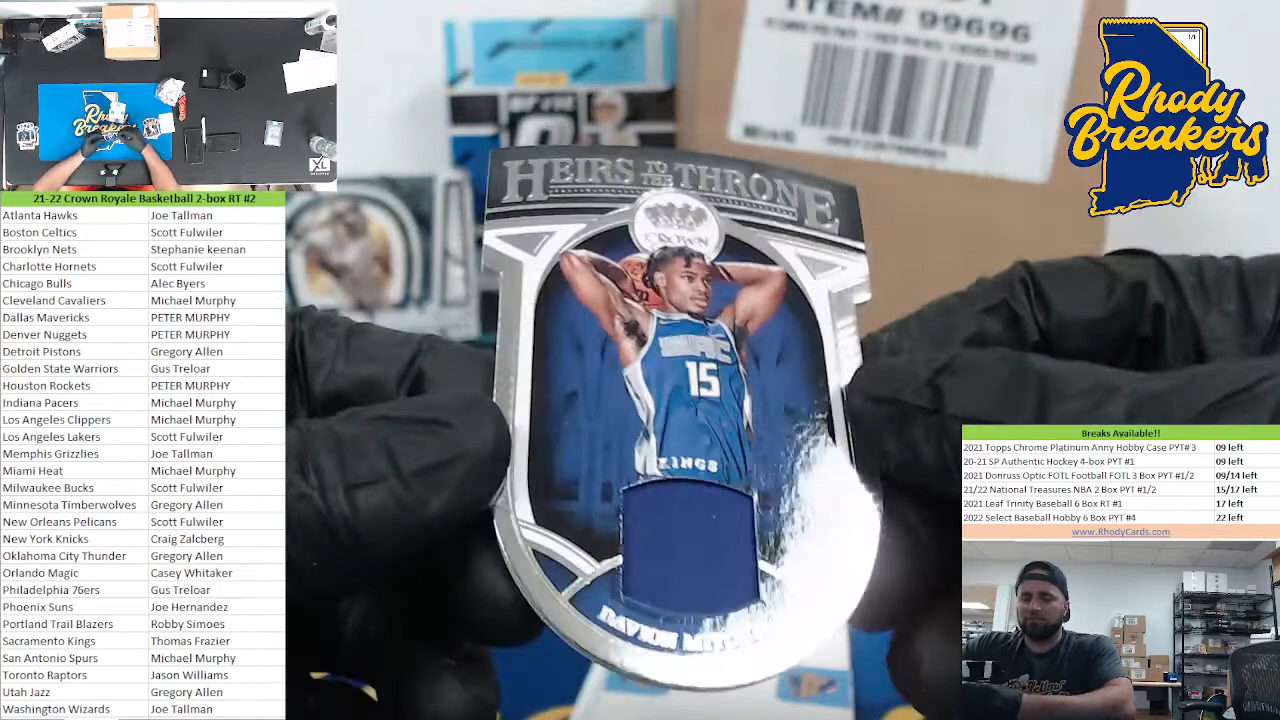 ITEM# 99696
Rhody
Breakers
1/1
Rhody
Breakers
XL
21-22 Crown Royale Basketball 2-box RT #2
Atlanta Hawks Joe Tallman
Boston Celtics Scott Fulwiler
Brooklyn Nets Stephanie keenan
Charlotte Hornets Scott Fulwiler
Chicago Bulls Alec Byers
Cleveland Cavaliers Michael Murphy
Dallas Mavericks PETER MURPHY
Denver Nuggets PETER MURPHY
Detroit Pistons Gregory Allen
Golden State Warriors Gus Treloar
Houston Rockets PETER MURPHY
Indiana Pacers Michael Murphy
Los Angeles Clippers Michael Murphy
Los Angeles Lakers Scott Fulwiler
Memphis Grizzlies Joe Tallman
Miami Heat Michael Murphy
Milwaukee Bucks Scott Fulwiler
Minnesota Timberwolves Gregory Allen
New Orleans Pelicans Scott Fulwiler
New York Knicks Craig Zalcberg
Oklahoma City Thunder Gregory Allen
Orlando Magic Casey Whitaker
Philadelphia 76ers Gus Treloar
Phoenix Suns Joe Hernandez
Portland Trail Blazers Robby Simoes
Sacramento Kings Thomas Frazier
San Antonio Spurs Michael Murphy
Toronto Raptors Jason Williams
Utah Jazz Gregory Allen
Washington Wizards Joe Tallman
HEIRS TO THE THRONE
CROWN
15
KINGS
DAVION
Breaks Available!!
2021 Topps Chrome Platinum Anny Hobby Case PYT# 3 09 left
20-21 SP Authentic Hockey 4-box PYT #1 09 left
2021 Donruss Optic FOTL Football FOTL 3 Box PYT #1/2 09/14 left
21/22 National Treasures NBA 2 Box PYT #1/2 15/17 left
2021 Leaf Trinity Baseball 6 Box RT #1 17 left
2022 Select Baseball Hobby 6 Box PYT #4 22 left
www.RhodyCards.com